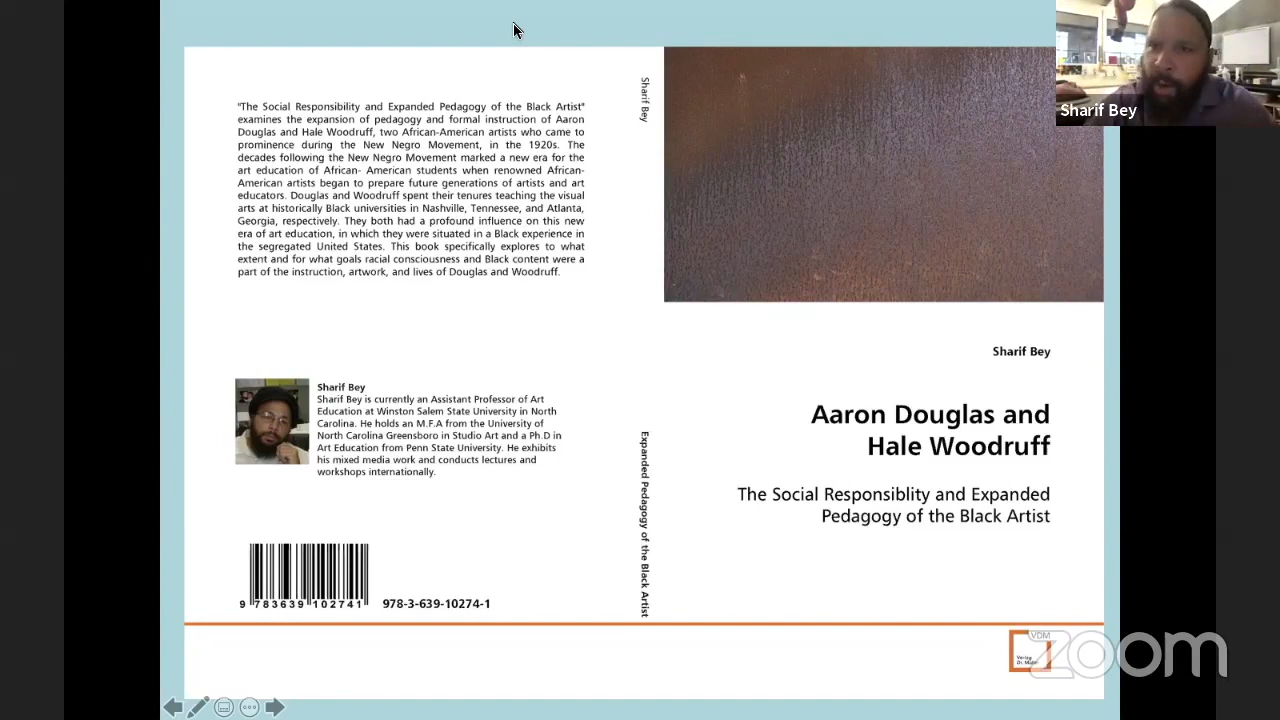 "The Social Responsibility and Expanded Pedagogy of the Black Artist"
examines the expansion of pedagogy and formal instruction of Aaron
Douglas and Hale Woodruff, two African-American artists who came to
prominence during the New Negro Movement, in the 1920s. The
decades following the New Negro Movement marked a new era for the
art education of African- American students when renowned African-
American artists began to prepare future generations of artists and art
educators. Douglas and Woodruff spent their tenures teaching the visual
arts at historically Black universities in Nashville, Tennessee, and Atlanta,
Georgia, respectively. They both had a profound influence on this new
era of art education, in which they were situated in a Black experience in
the segregated United States. This book specifically explores to what
extent and for what goals racial consciousness and Black content were a
part of the instruction, artwork, and lives of Douglas and Woodruff.
Sharif Bey
Sharif Bey is currently an Assistant Professor of Art
Education at Winston Salem State University in North
Carolina. He holds an M.F.A from the University of
North Carolina Greensboro in Studio Art and a Ph.D in
Art Education from Penn State University. He exhibits
his mixed media work and conducts lectures and
workshops internationally.
9 783639 102741
978-3-639-10274-1
Sharif Bey
Expanded Pedagogy of the Black Artist
Sharif Bey
Sharif Bey
Aaron Douglas and
Hale Woodruff
The Social Responsiblity and Expanded
Pedagogy of the Black Artist
VDM
Verlag
Dr. Müller
zoom